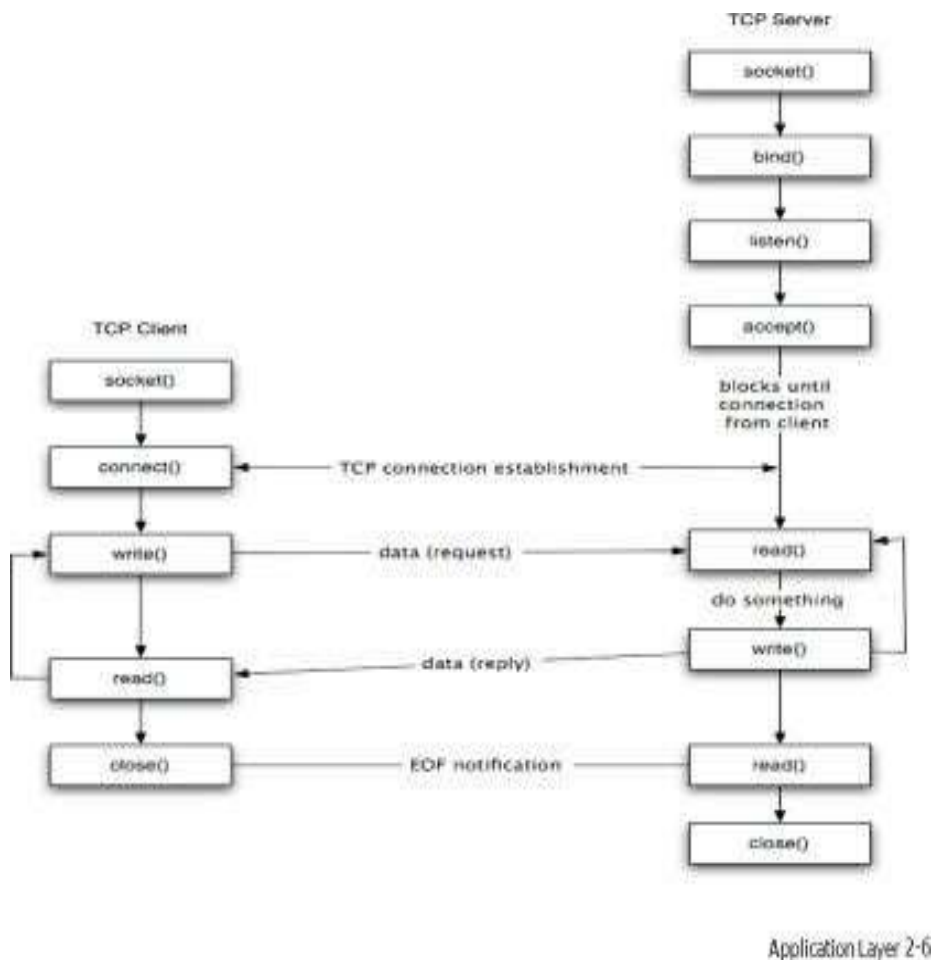 TCP Server
socket()
bind()
listen()
accept()
blocks until
connection
from client
TCP Client
socket()
connect()
TCP connection establishment
write()
data (request)
read()
do something
write()
data (reply)
read()
close()
EOF notification
read()
close()
Application Layer 2-6